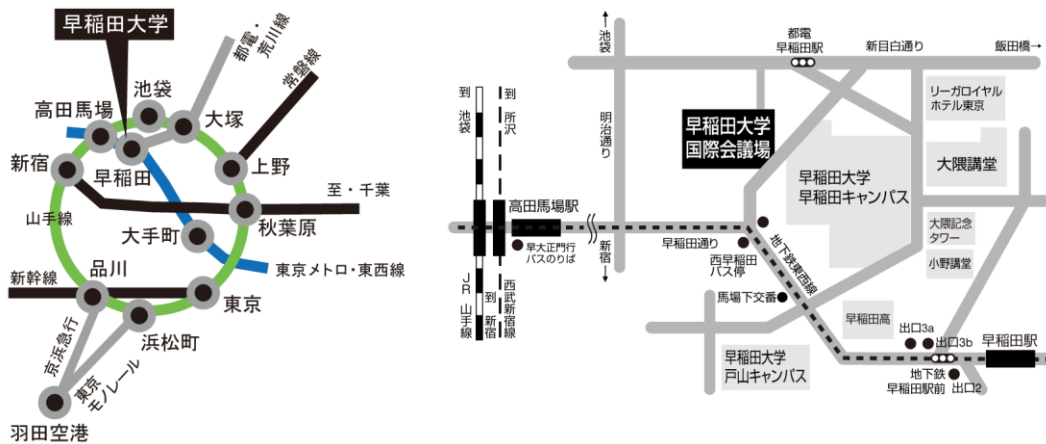 早稲田大学
都電・
荒川線
常磐線
池袋
高田馬場
大塚
新宿
早稲田
上野
至・千葉
山手線
秋葉原
大手町
東京メトロ・東西線
新幹線
品川
東京
浜松町
京浜急行
東京
モノレール
羽田空港
←池袋
都電
早稲田駅
新目白通り
飯田橋→
到 池袋
到 所沢
明治通り
早稲田大学
国際会議場
リーガロイヤル
ホテル東京
大隈講堂
早稲田大学
早稲田キャンパス
高田馬場駅
早大正門行
バスのりば
早稲田通り
西早稲田
バス停
地下鉄東西線
大隈記念
タワー
小野講堂
新宿→
JR 山手線
到 新宿
西武新宿線
馬場下交番
早稲田高
出口3a
出口3b
早稲田駅
早稲田大学
戸山キャンパス
地下鉄
早稲田駅前
出口2